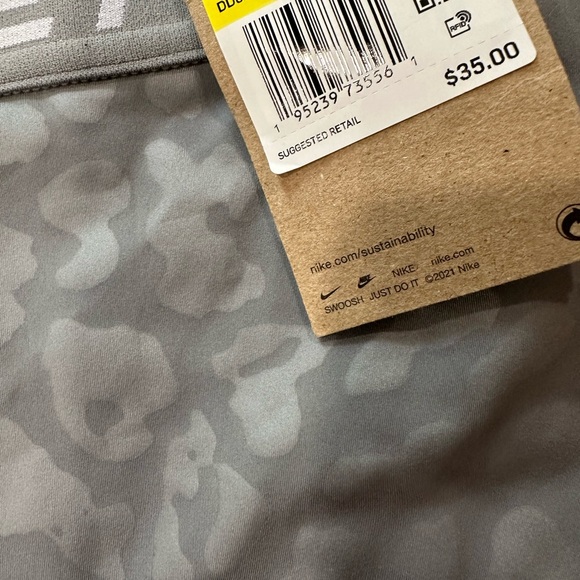 $35.00
1 95239 73556 1
SUGGESTED RETAIL
nike.com/sustainability
NIKE nike.com
SWOOSH JUST DO IT ©2021 Nike
RFID